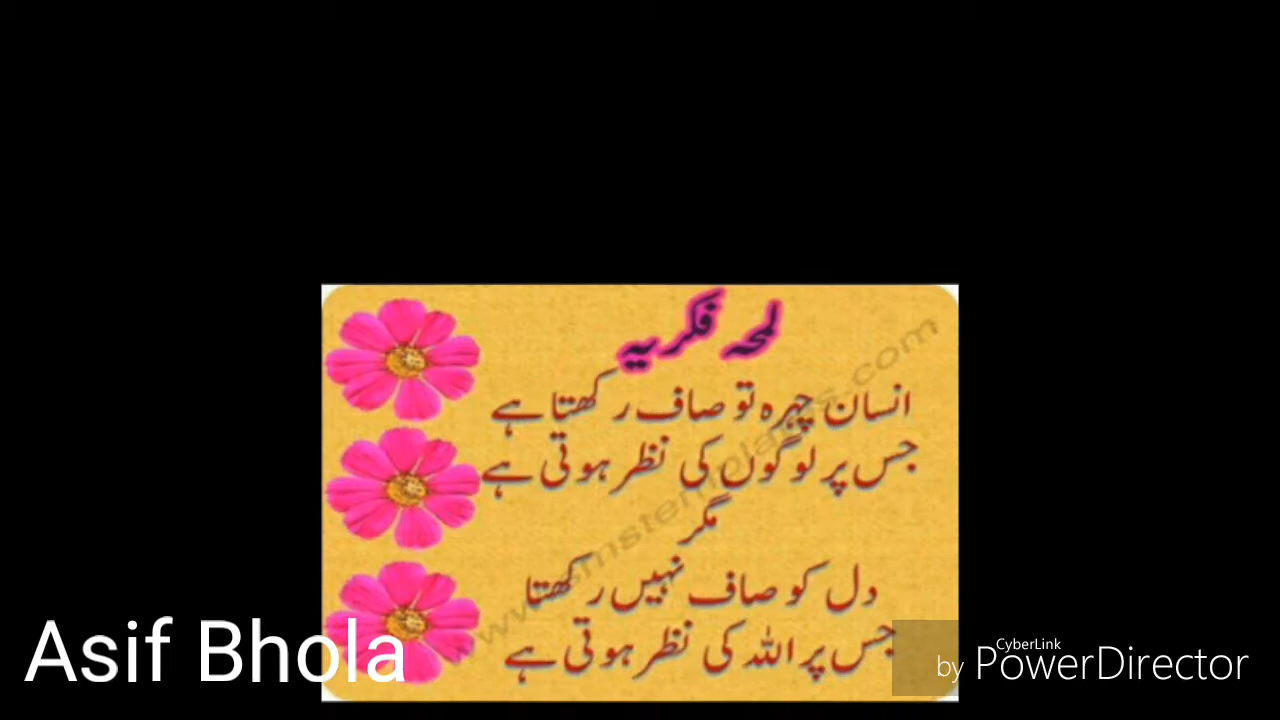 لمحہ فکریہ
انسان چہرہ تو صاف رکھتا ہے
جس پر لوگوں کی نظر ہوتی ہے
مگر
دل کو صاف نہیں رکھتا
جس پر اللہ کی نظر ہوتی ہے
Asif Bhola
CyberLink
by PowerDirector